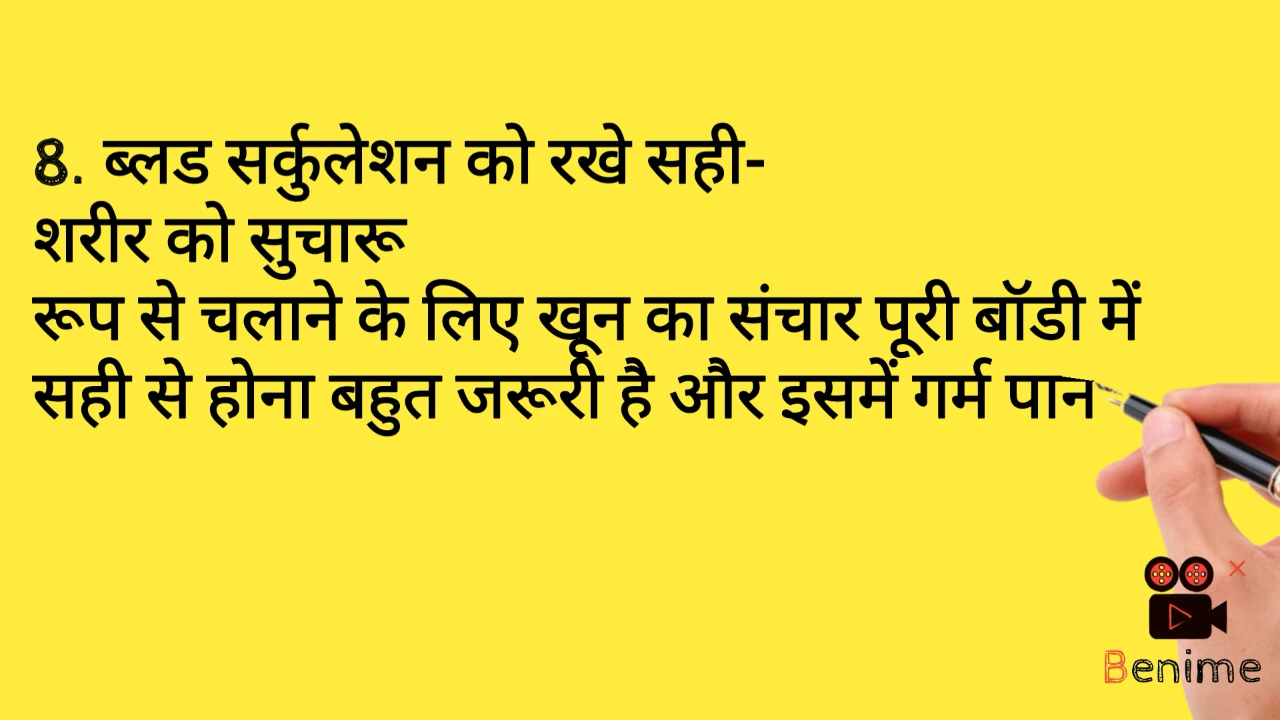 8. ब्लड सर्कुलेशन को रखे सही-
शरीर को सुचारू
रूप से चलाने के लिए खून का संचार पूरी बॉडी में
सही से होना बहुत जरूरी है और इसमें गर्म पान
Benime